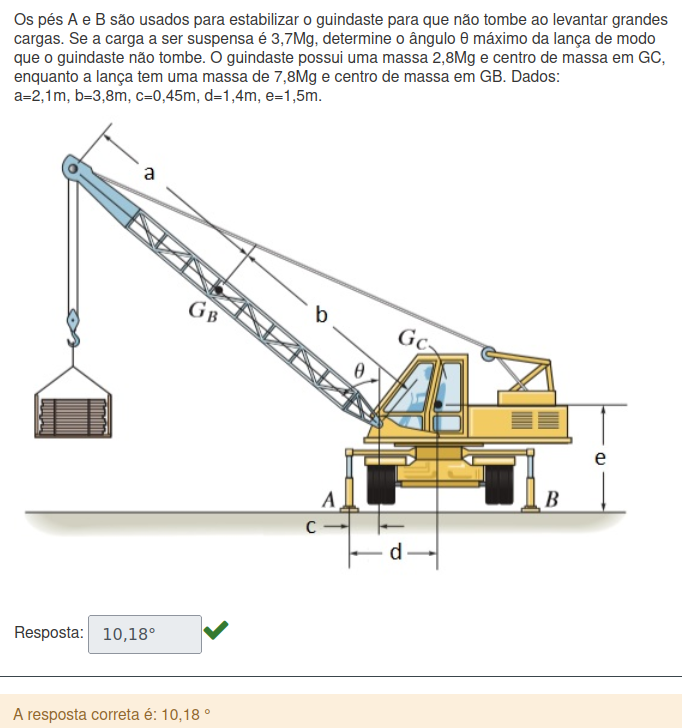 Os pés A e B são usados para estabilizar o guindaste para que não tombe ao levantar grandes
cargas. Se a carga a ser suspensa é 3,7Mg, determine o ângulo θ máximo da lança de modo
que o guindaste não tombe. O guindaste possui uma massa 2,8Mg e centro de massa em GC,
enquanto a lança tem uma massa de 7,8Mg e centro de massa em GB. Dados:
a=2,1m, b=3,8m, c=0,45m, d=1,4m, e=1,5m.
a
G_B
b
G_C
θ
e
A
B
c
d
Resposta: 10,18°
A resposta correta é: 10,18 °